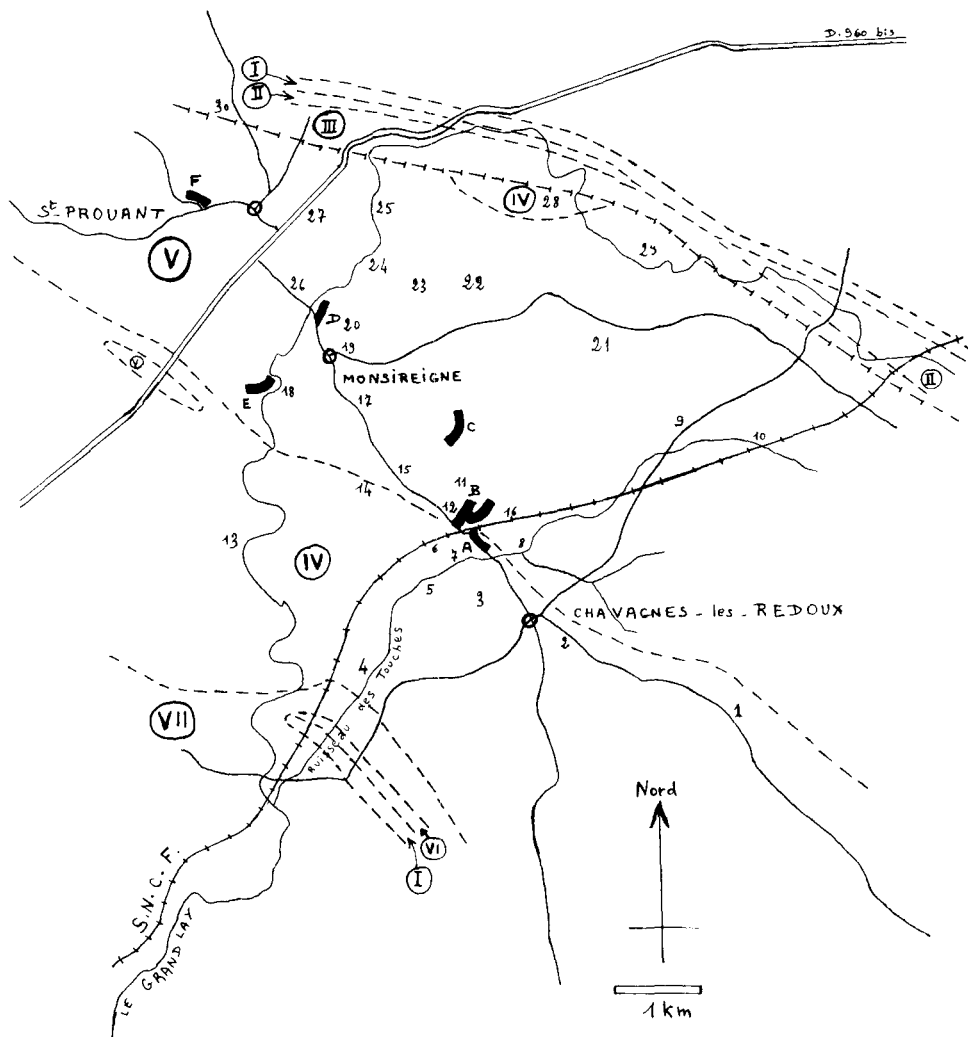 D. 960 bis
I
II
30
III
F
St PROUANT
27
IV
28
25
V
29
24
26
23
22
D
20
19
21
V
MONSIREIGNE
II
E
18
17
C
9
15
10
11
B
14
12
16
13
6
A
7
8
IV
5
3
CHAVAGNES - les - REDOUX
2
4
Ruisseau des Touches
1
VII
Nord
VI
I
S.N.C.F.
LE GRAND LAY
1 km